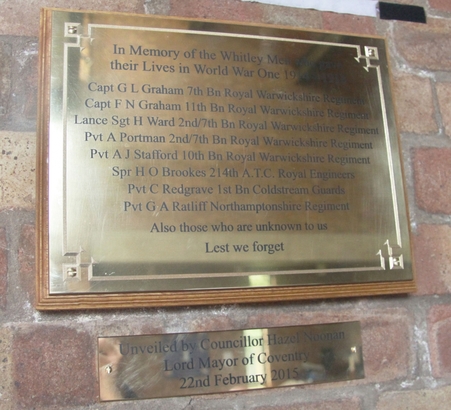 In Memory of the Whitley Me
their Lives in World War One 19
Capt G L Graham 7th Bn Royal Warwickshire Regiment
Capt F N Graham 11th Bn Royal Warwickshire Regiment
Lance Sgt H Ward 2nd/7th Bn Royal Warwickshire Regiment
Pvt A Portman 2nd/7th Bn Royal Warwickshire Regiment
Pvt A J Stafford 10th Bn Royal Warwickshire Regiment
Spr H O Brookes 214th A.T.C. Royal Engineers
Pvt C Redgrave 1st Bn Coldstream Guards
Pvt G A Ratliff Northamptonshire Regiment
Also those who are unknown to us
Lest we forget
Unveiled by Councillor Hazel Noonan
Lord Mayor of Coventry
22nd February 2015